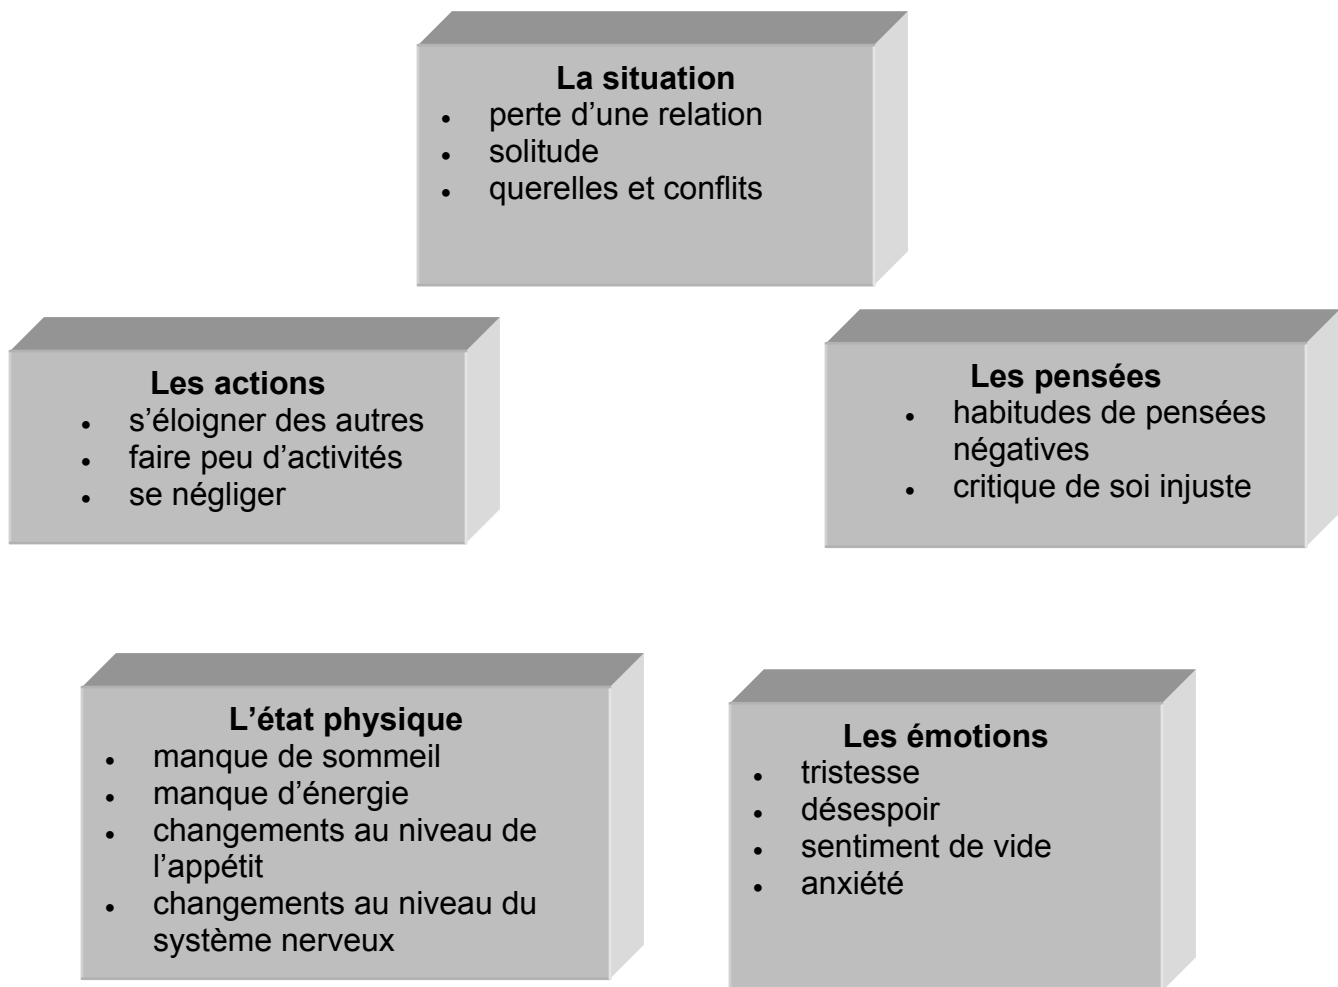 La situation
• perte d’une relation
• solitude
• querelles et conflits
Les actions
• s’éloigner des autres
• faire peu d’activités
• se négliger
Les pensées
• habitudes de pensées
négatives
• critique de soi injuste
L’état physique
• manque de sommeil
• manque d’énergie
• changements au niveau de
l’appétit
• changements au niveau du
système nerveux
Les émotions
• tristesse
• désespoir
• sentiment de vide
• anxiété